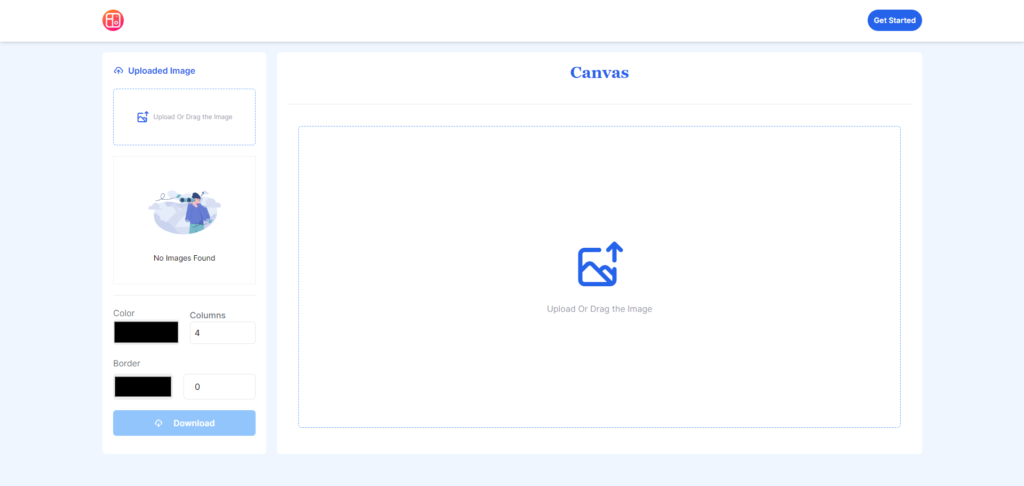 Get Started
Uploaded Image
Upload Or Drag the Image
No Images Found
Color
Columns
4
Border
0
Download
Canvas
Upload Or Drag the Image